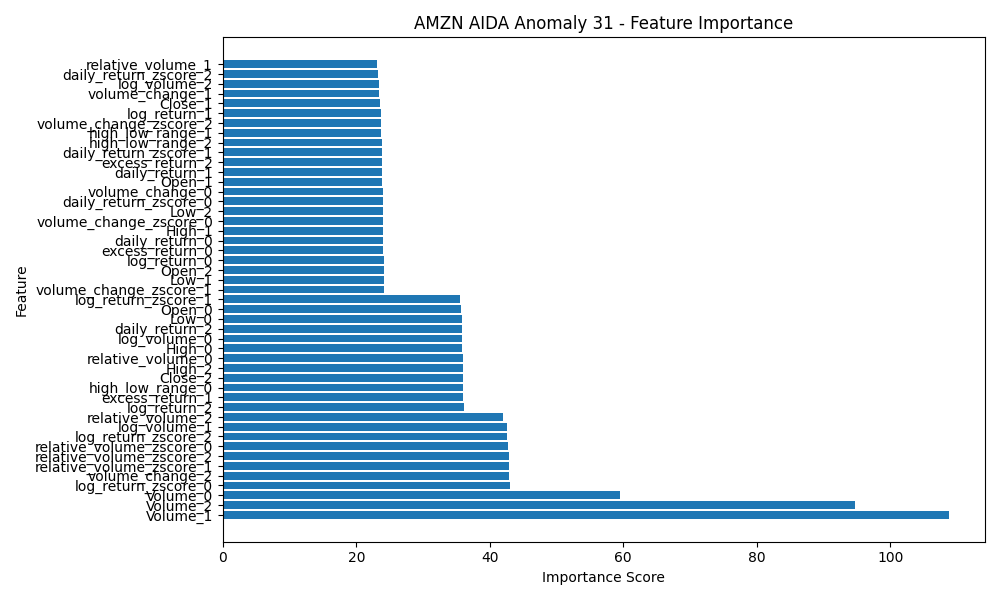 AMZN AIDA Anomaly 31 - Feature Importance
relative_volume_1
daily_return_zscore_2
log_volume_2
volume_change_1
Close_1
log_return_1
volume_change_zscore_2
high_low_range_1
high_low_range_2
daily_return_zscore_1
excess_return_2
daily_return_1
Open_1
volume_change_0
daily_return_zscore_0
Low_2
volume_change_zscore_0
High_1
daily_return_0
excess_return_0
log_return_0
Open_2
Low_1
volume_change_zscore_1
log_return_zscore_1
Open_0
Low_0
daily_return_2
log_volume_0
High_0
relative_volume_0
High_2
Close_2
high_low_range_0
excess_return_1
log_return_2
relative_volume_2
log_volume_1
log_return_zscore_2
relative_volume_zscore_0
relative_volume_zscore_2
relative_volume_zscore_1
volume_change_2
log_return_zscore_0
Volume_0
Volume_2
Volume_1
Feature
0 20 40 60 80 100
Importance Score